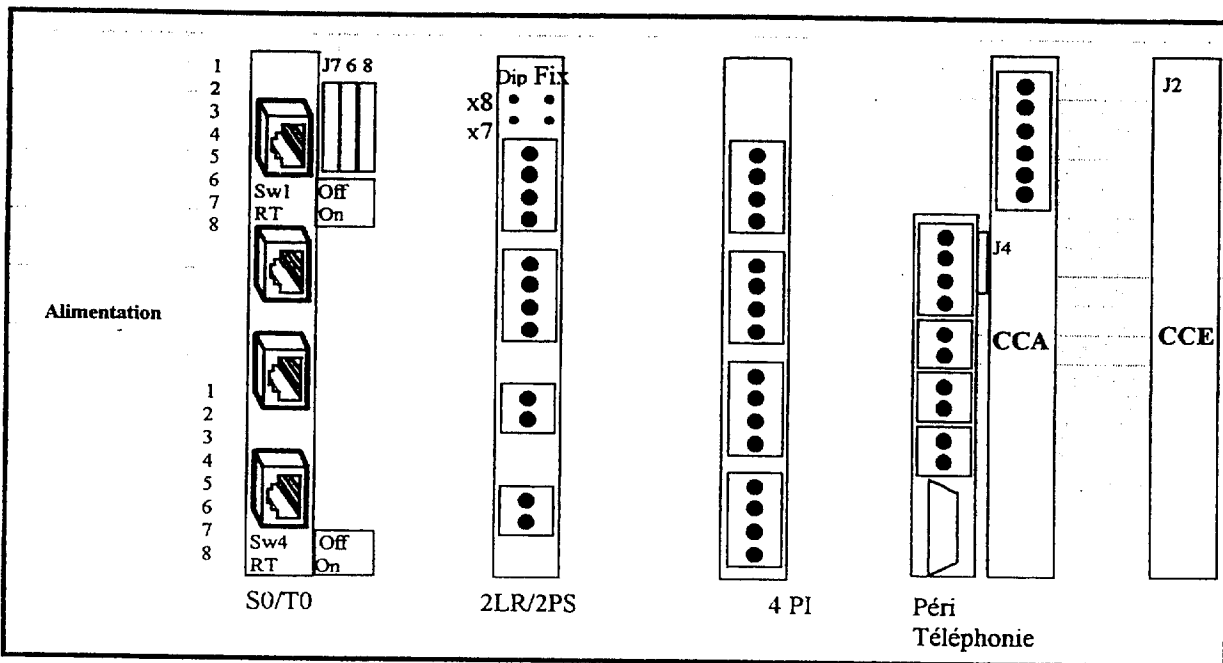 Alimentation
1
2
3
4
5
6
7
8
1
2
3
4
5
6
7
8
J7 6 8
Sw1 Off
RT On
Sw4 Off
RT On
S0/T0
Dip Fix
x8
x7
2LR/2PS
4 PI
J4
CCA
Péri
Téléphonie
J2
CCE